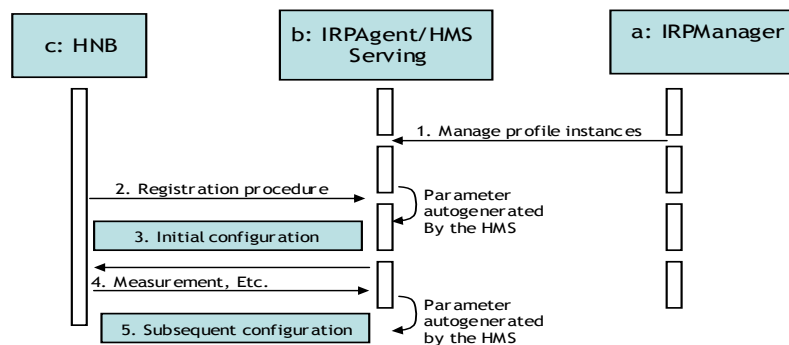 c: HNB
b: IRPAgent/HMS
Serving
a: IRPManager
1. Manage profile instances
2. Registration procedure
Parameter
autogenerated
By the HMS
3. Initial configuration
4. Measurement, Etc.
Parameter
autogenerated
by the HMS
5. Subsequent configuration